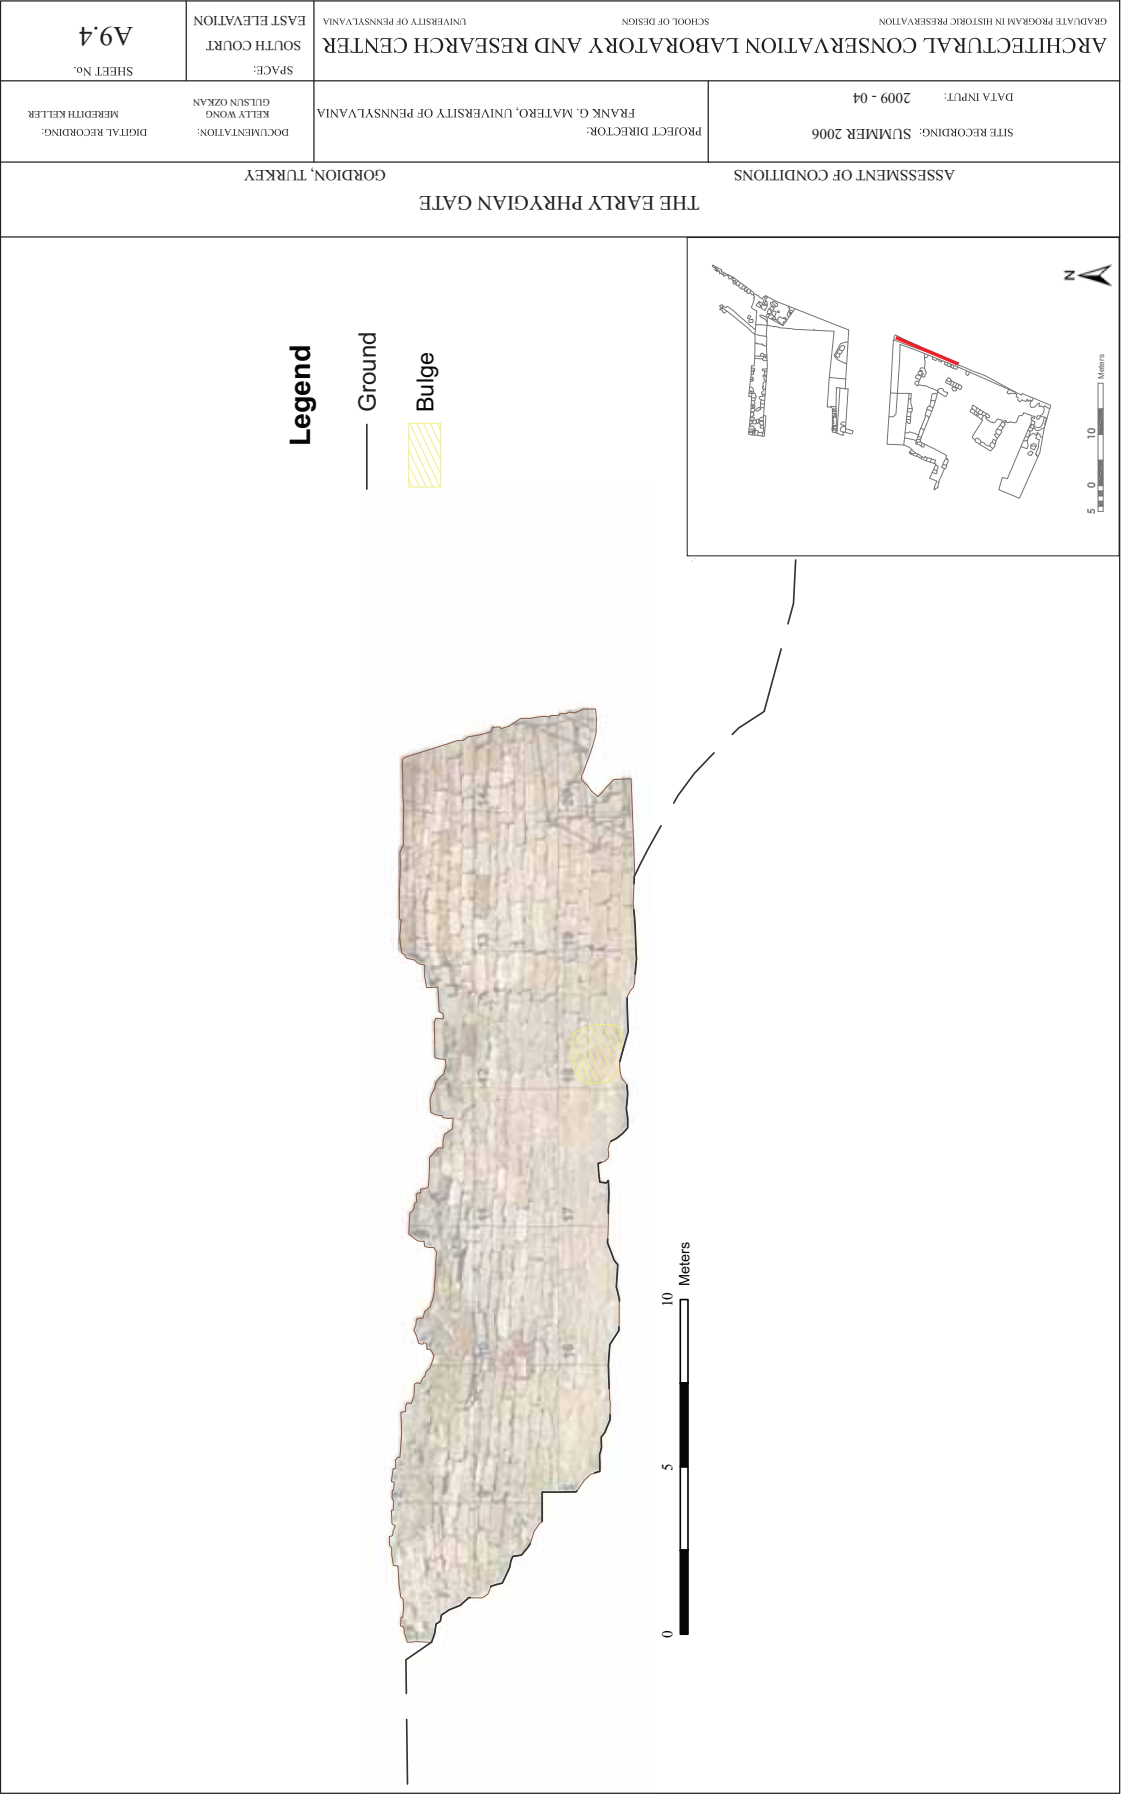 THE EARLY PHRYGIAN GATE
ASSESSMENT OF CONDITIONS
GORDION, TURKEY
SITE RECORDING: SUMMER 2006
DATA INPUT: 2009 - 04
PROJECT DIRECTOR:
FRANK G. MATERO, UNIVERSITY OF PENNSYLVANIA
DOCUMENTATION:
KELLY WONG
GULSUN OZKAN
DIGITAL RECORDING:
MEREDITH KELLER
ARCHITECTURAL CONSERVATION LABORATORY AND RESEARCH CENTER
GRADUATE PROGRAM IN HISTORIC PRESERVATION
SCHOOL OF DESIGN
UNIVERSITY OF PENNSYLVANIA
SPACE:
SOUTH COURT
EAST ELEVATION
SHEET No.
A9.4
Legend
Ground
Bulge
N
5 0 10 Meters
17
16
0 5 10 Meters